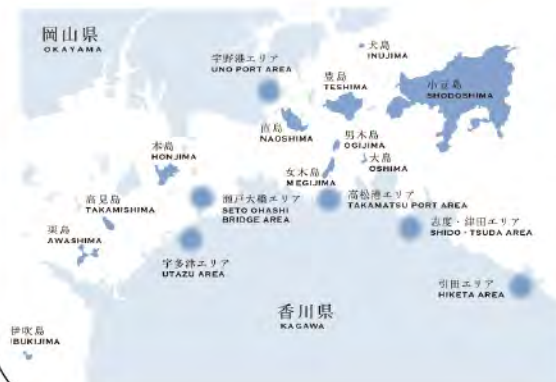 岡山県
OKAYAMA
宇野港エリア
UNO PORT AREA
犬島
INUJIMA
豊島
TESHIMA
小豆島
SHODOSHIMA
直島
NAOSHIMA
男木島
OGIJIMA
本島
HONJIMA
女木島
MEGIJIMA
大島
OSHIMA
高見島
TAKAMISHIMA
瀬戸大橋エリア
SETO OHASHI
BRIDGE AREA
高松港エリア
TAKAMATSU PORT AREA
志度・津田エリア
SHIDO・TSUDA AREA
粟島
AWASHIMA
宇多津エリア
UTAZU AREA
引田エリア
HIKETA AREA
香川県
KAGAWA
伊吹島
IBUKIJIMA